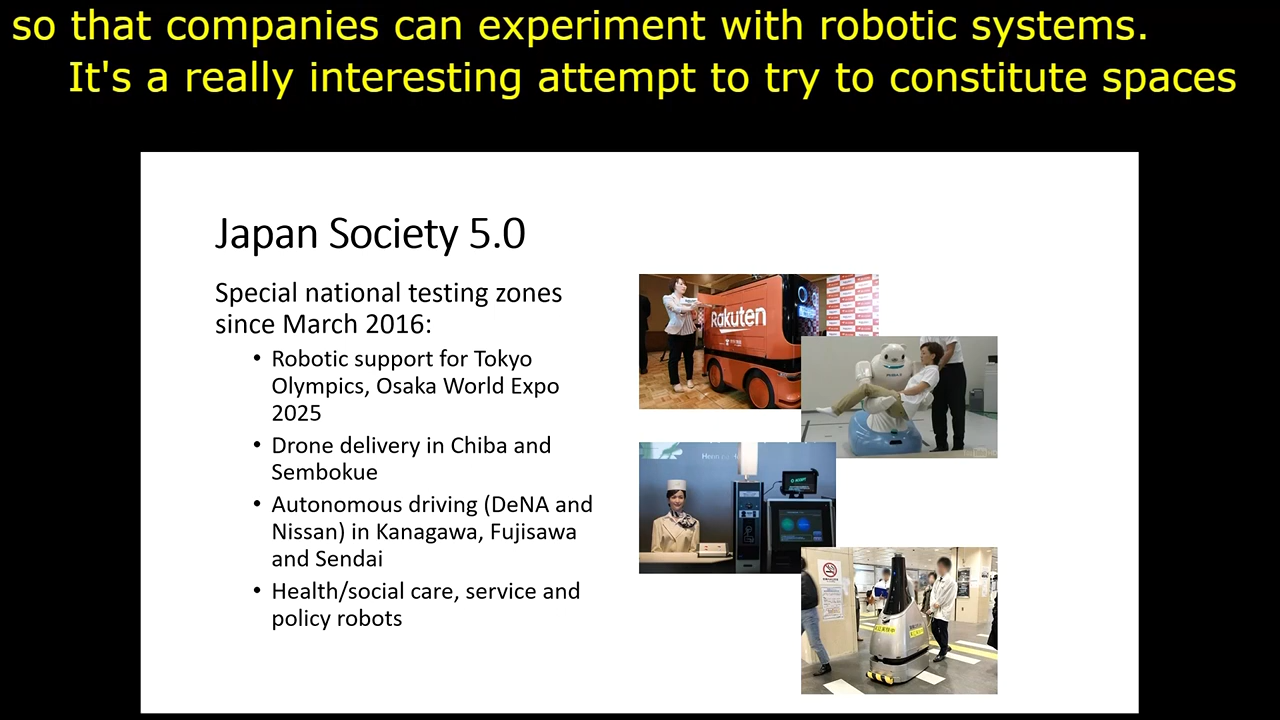 so that companies can experiment with robotic systems.
It's a really interesting attempt to try to constitute spaces
Japan Society 5.0
Special national testing zones
since March 2016:
• Robotic support for Tokyo
Olympics, Osaka World Expo
2025
• Drone delivery in Chiba and
Sembokue
• Autonomous driving (DeNA and
Nissan) in Kanagawa, Fujisawa
and Sendai
• Health/social care, service and
policy robots
Rakuten